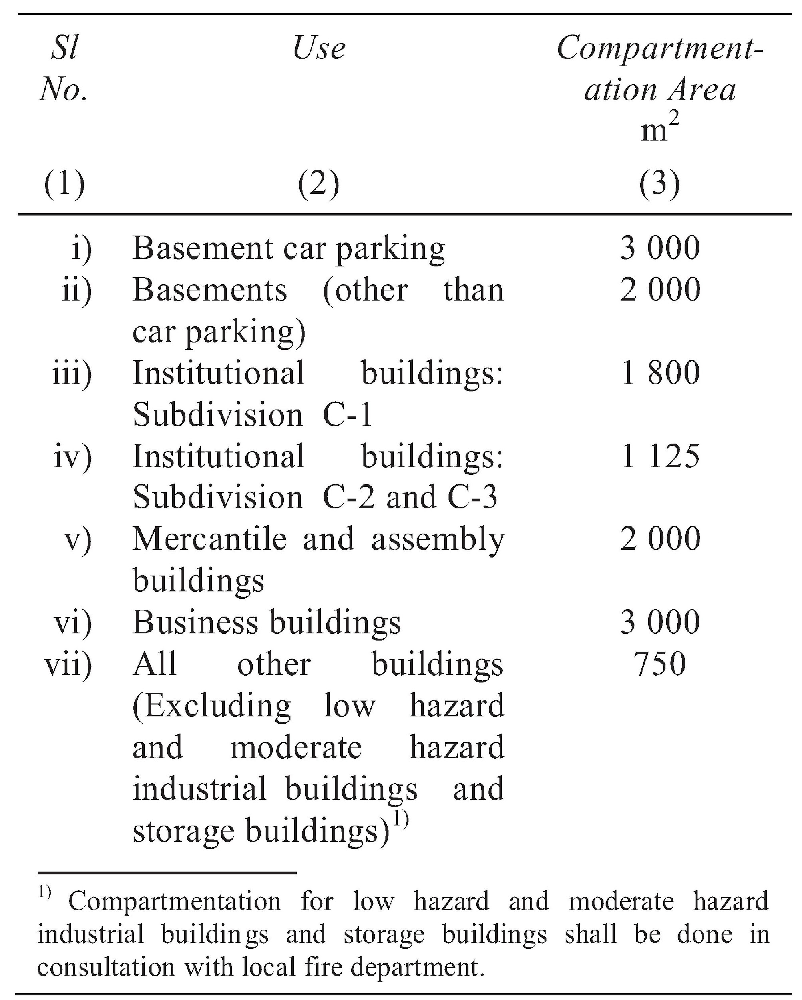 Sl Use Compartment-
No. ation Area
m²
(1) (2) (3)
i) Basement car parking 3 000
ii) Basements (other than 2 000
car parking)
iii) Institutional buildings: 1 800
Subdivision C-1
iv) Institutional buildings: 1 125
Subdivision C-2 and C-3
v) Mercantile and assembly 2 000
buildings
vi) Business buildings 3 000
vii) All other buildings 750
(Excluding low hazard
and moderate hazard
industrial buildings and
storage buildings)¹⁾
¹⁾ Compartmentation for low hazard and moderate hazard
industrial buildings and storage buildings shall be done in
consultation with local fire department.